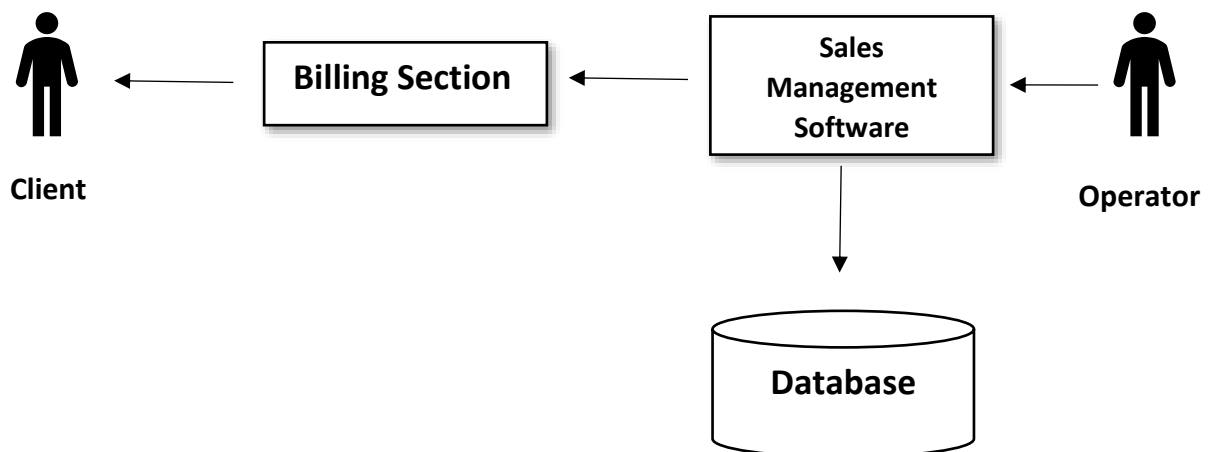 Billing Section
Sales
Management
Software
Client
Operator
Database